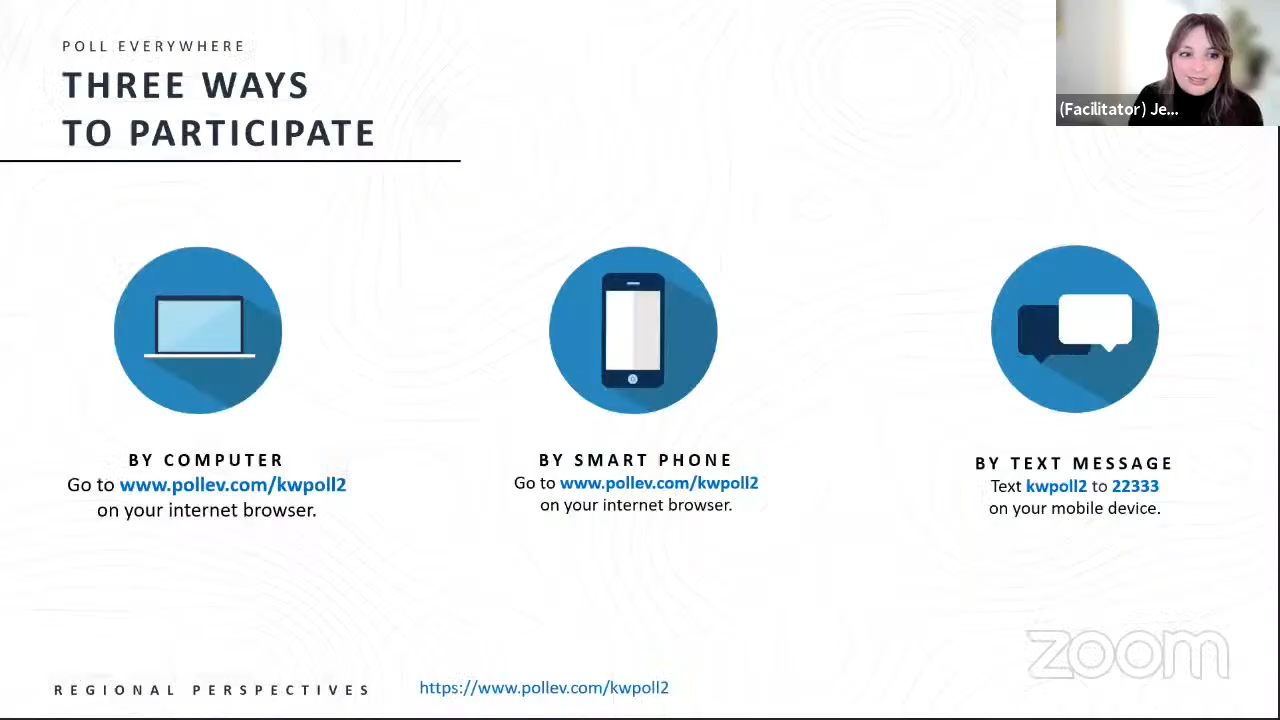 POLL EVERYWHERE
THREE WAYS
TO PARTICIPATE
(Facilitator) Je...
BY COMPUTER
Go to www.pollev.com/kwpoll2
on your internet browser.
BY SMART PHONE
Go to www.pollev.com/kwpoll2
on your internet browser.
BY TEXT MESSAGE
Text kwpoll2 to 22333
on your mobile device.
zoom
REGIONAL PERSPECTIVES
https://www.pollev.com/kwpoll2